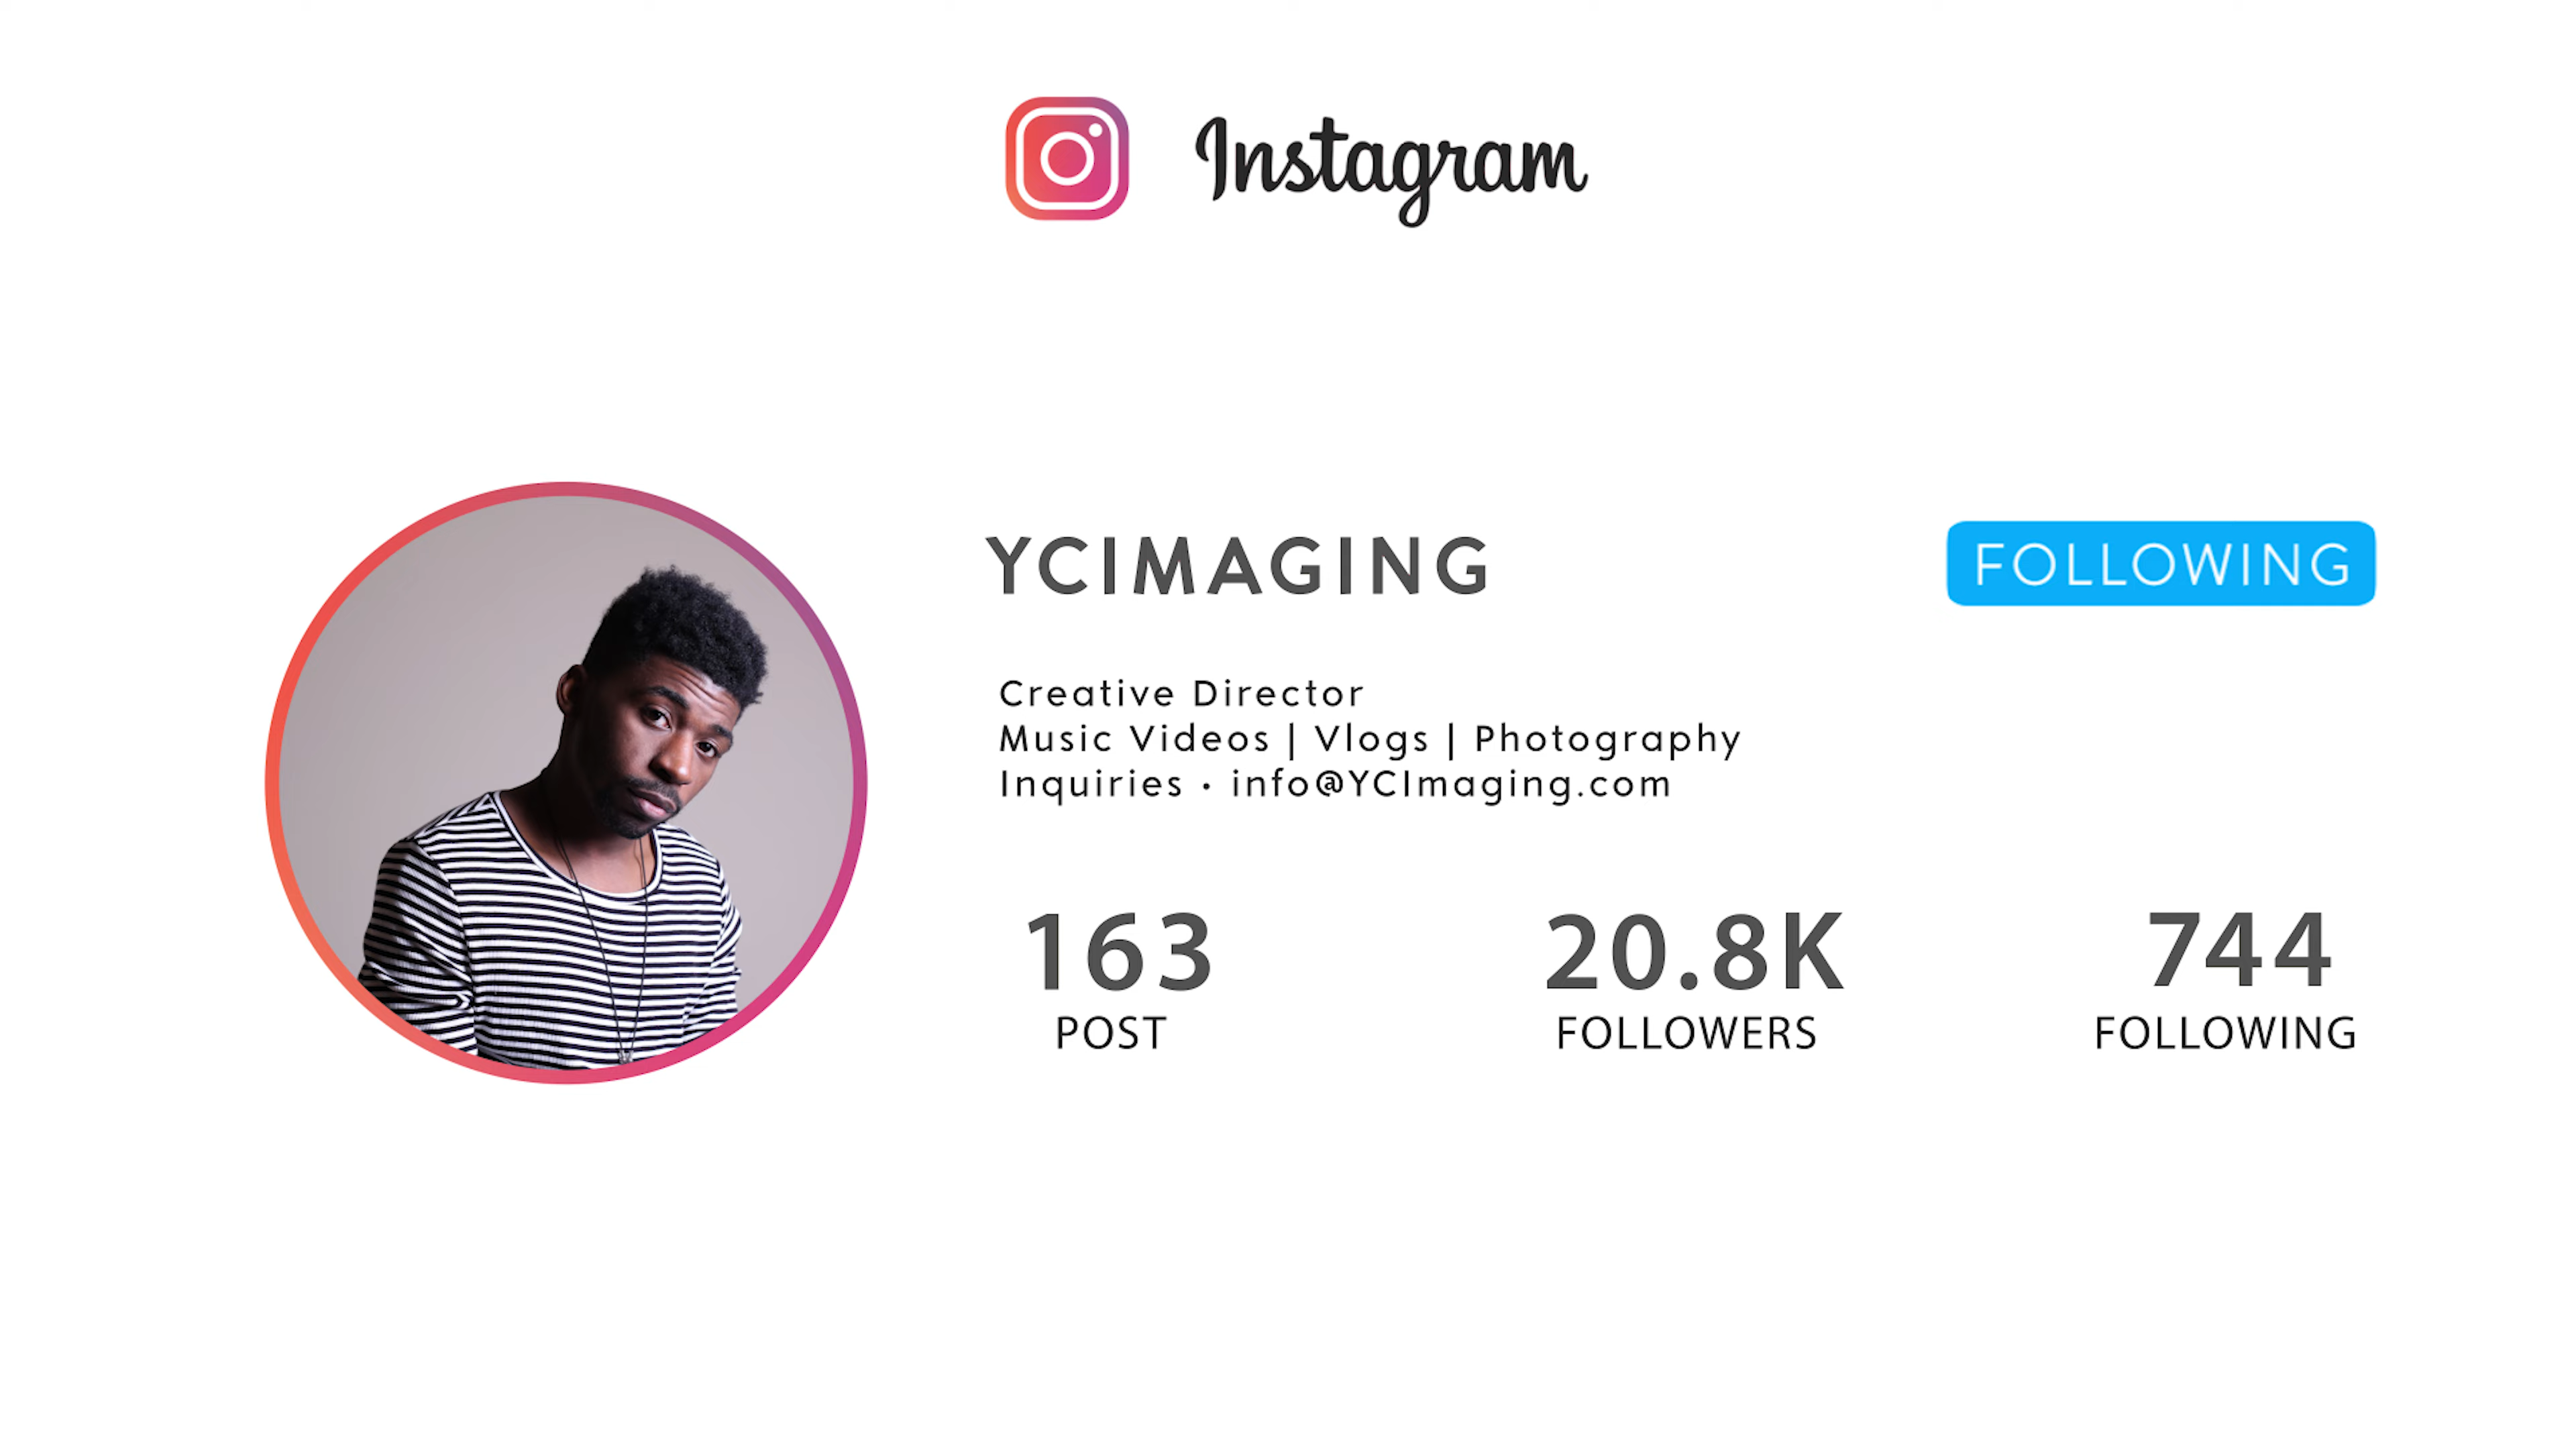 Instagram
YCIMAGING
FOLLOWING
Creative Director
Music Videos | Vlogs | Photography
Inquiries • info@YCImaging.com
163
20.8K
744
POST
FOLLOWERS
FOLLOWING